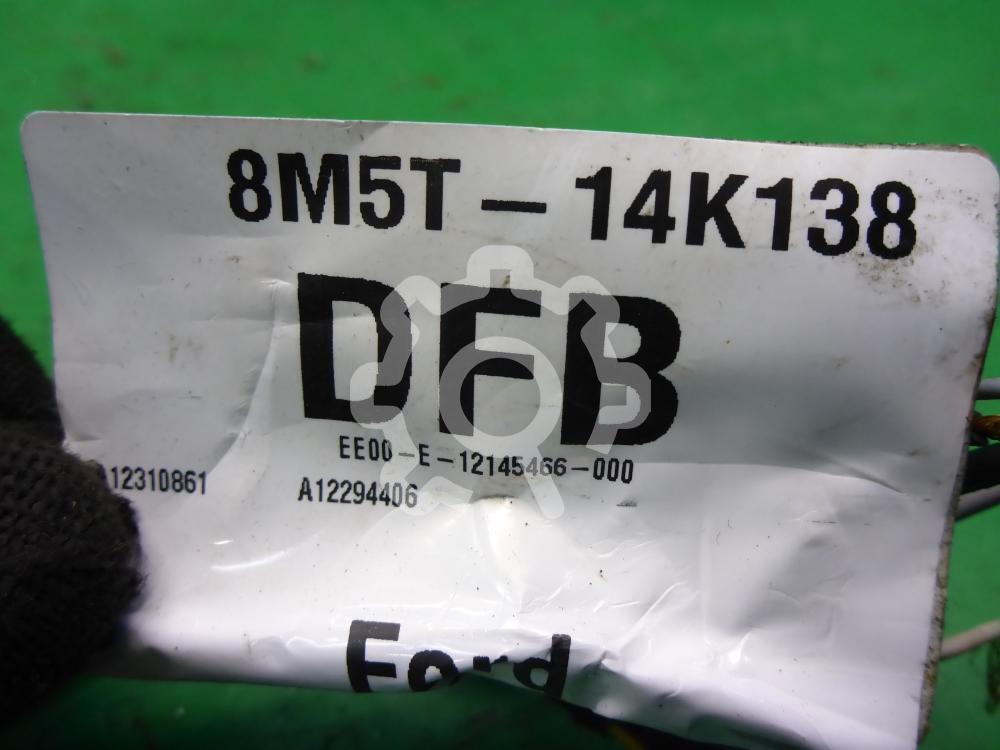 8M5T-14K138
DFB
EE00-E-12145466-000
A12310861 A12294406
Ford